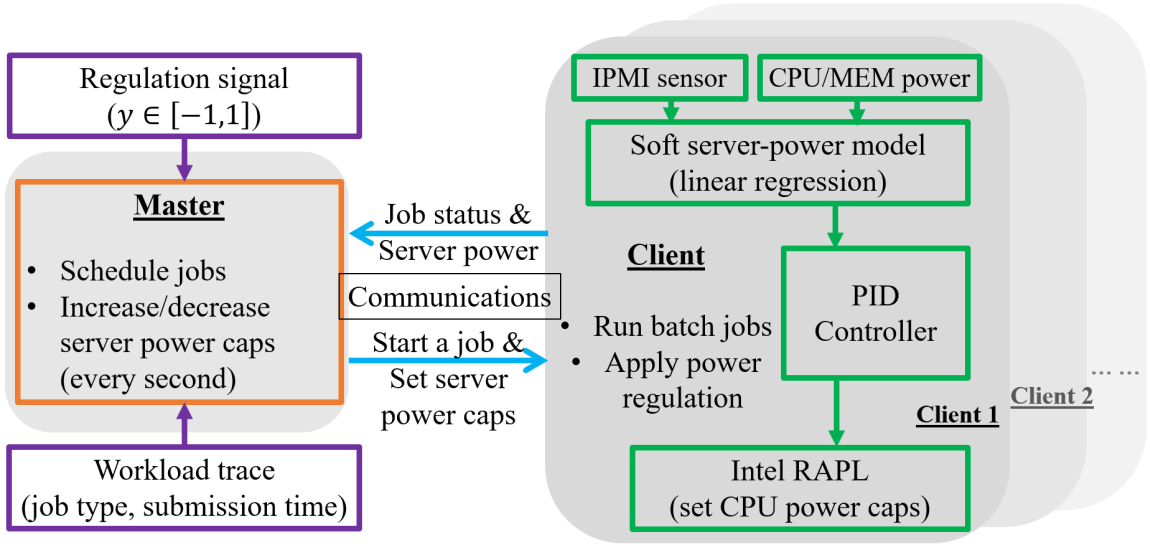 Regulation signal
(y ∈ [−1,1])
Master
• Schedule jobs
• Increase/decrease
server power caps
(every second)
Workload trace
(job type, submission time)
Job status &
Server power
Communications
Start a job &
Set server
power caps
IPMI sensor
CPU/MEM power
Soft server-power model
(linear regression)
Client
• Run batch jobs
• Apply power
regulation
PID
Controller
Intel RAPL
(set CPU power caps)
Client 1
Client 2
... ...